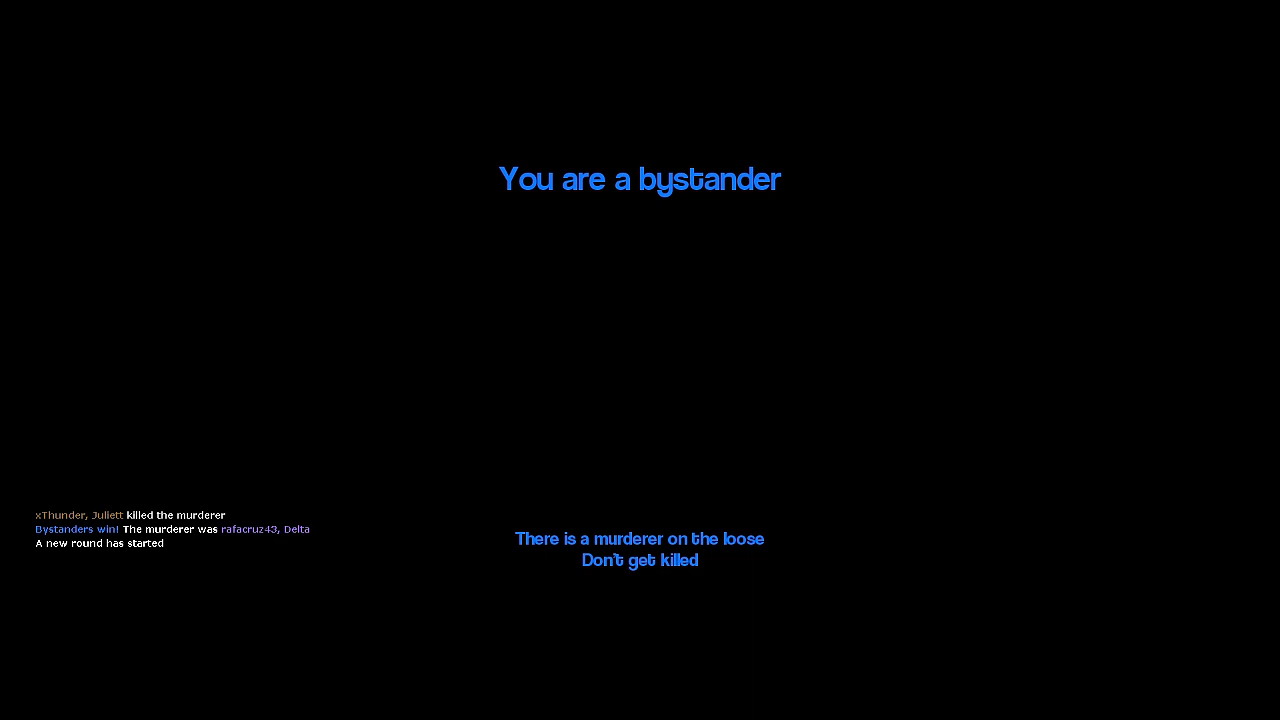 You are a bystander
xThunder, Juliett killed the murderer
Bystanders win! The murderer was rafacruz43, Delta
A new round has started
There is a murderer on the loose
Don't get killed